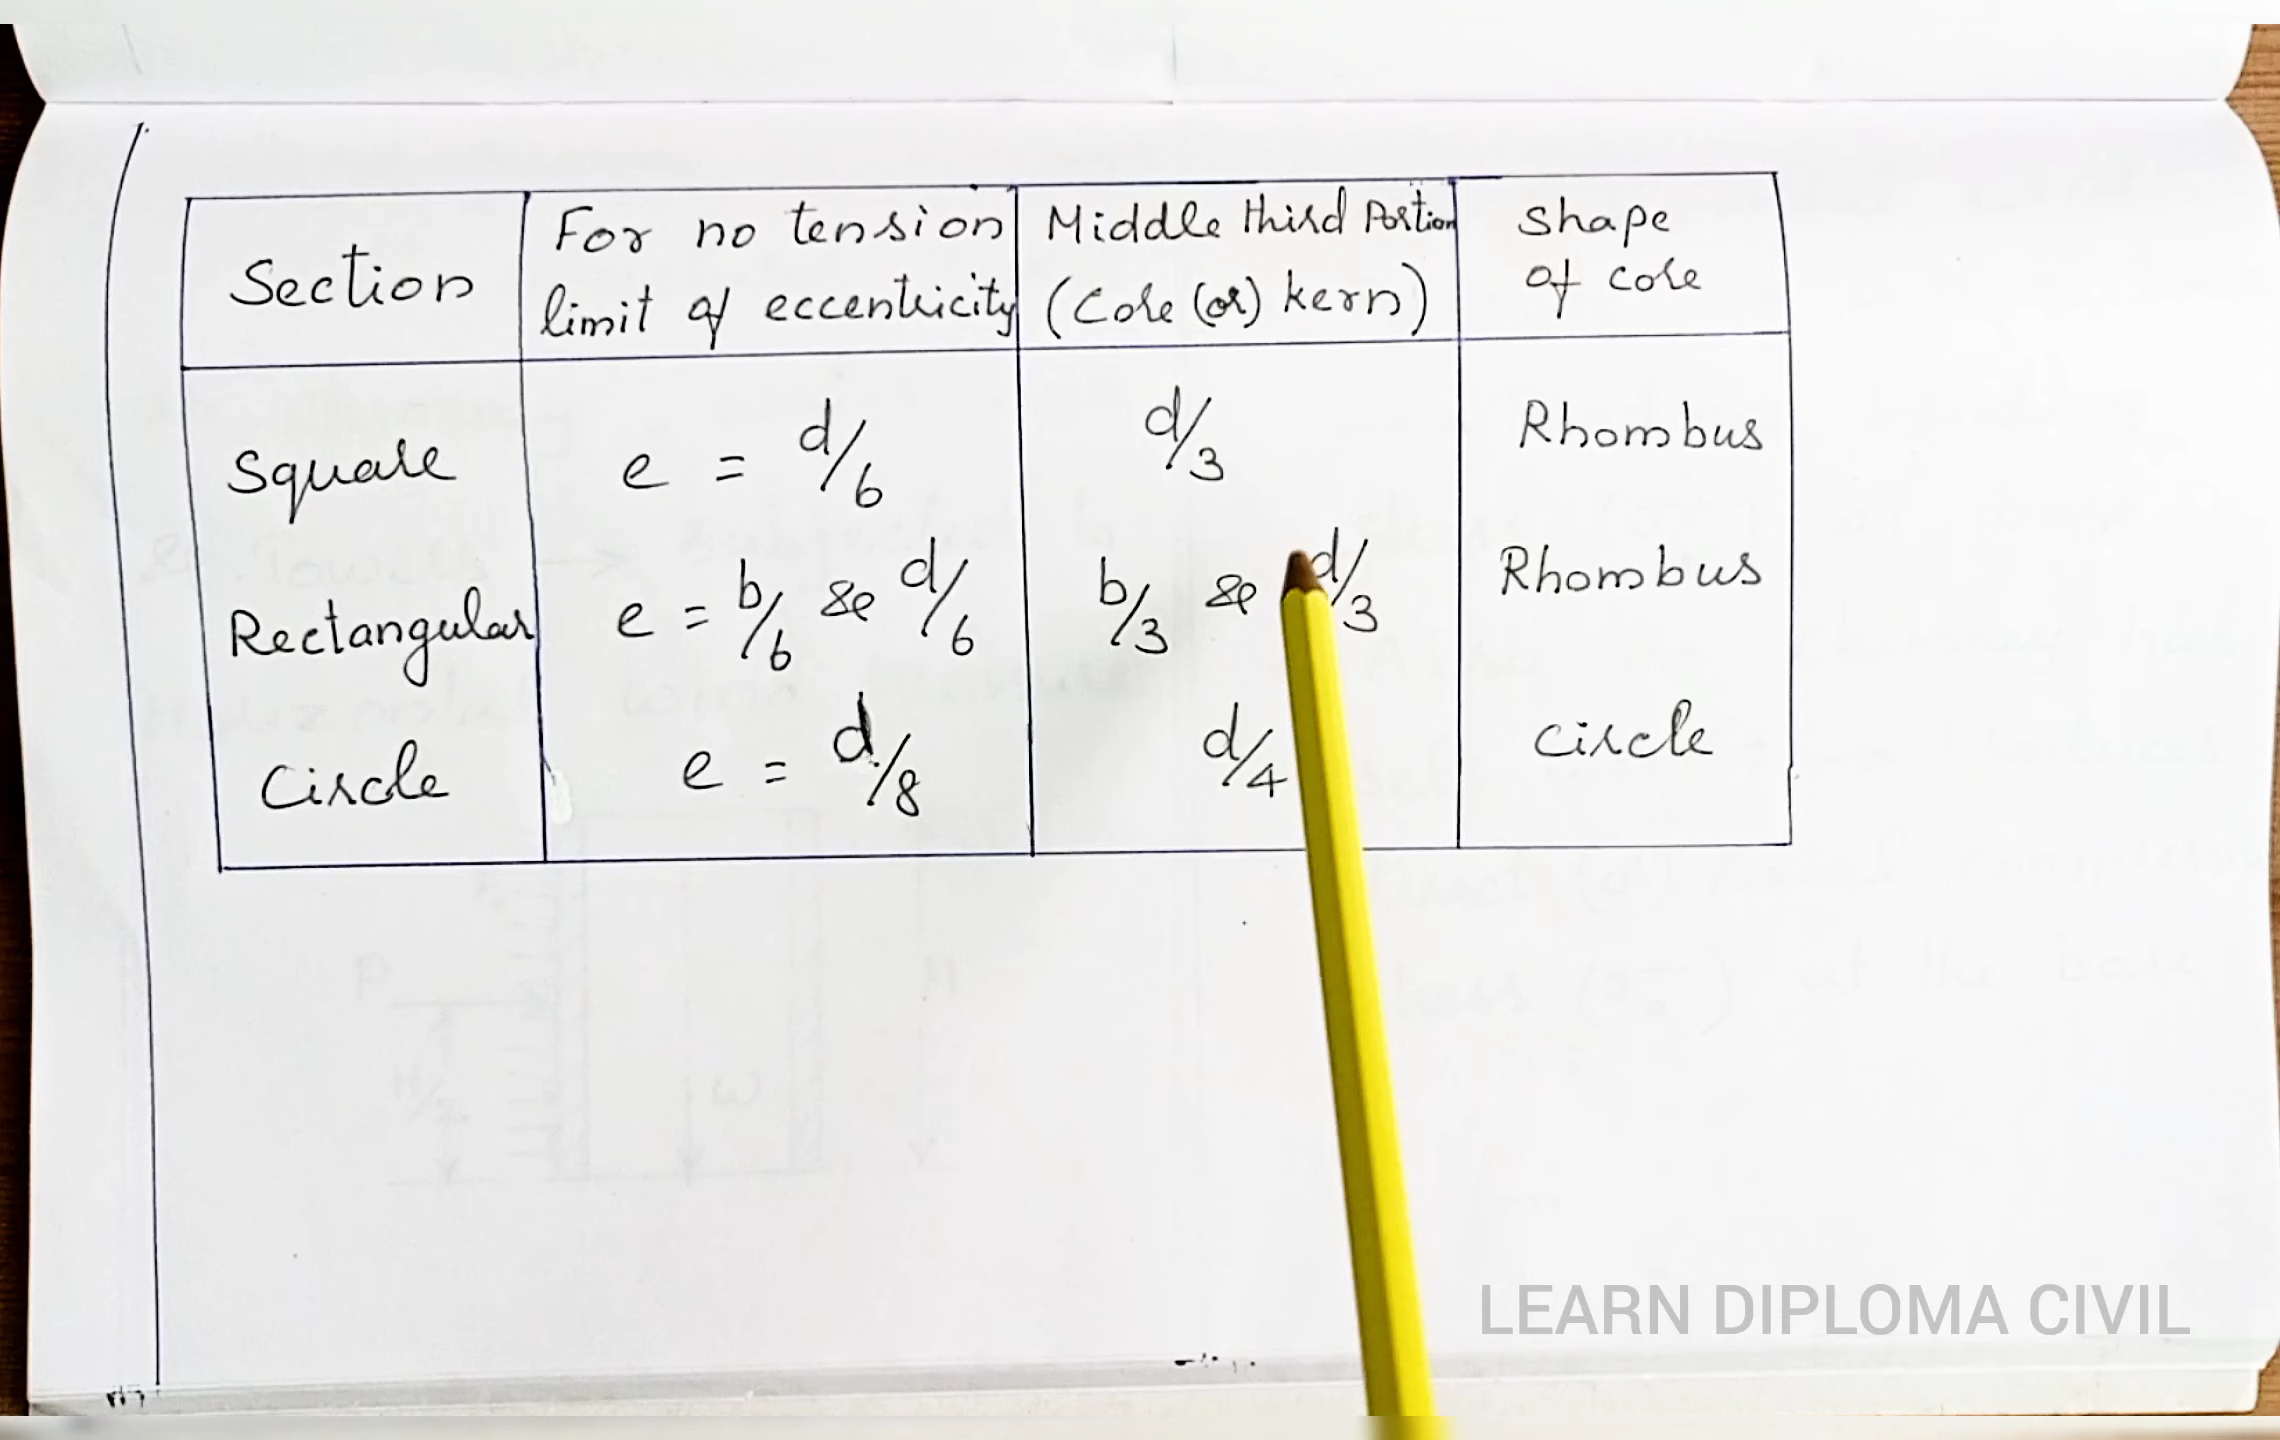 Section
For no tension
limit of eccentricity
Middle third Portion
(Core (or) kern)
Shape
of core
Square
e = d/6
d/3
Rhombus
Rectangular
e = b/6 & d/6
b/3 & d/3
Rhombus
Circle
e = d/8
d/4
Circle
LEARN DIPLOMA CIVIL